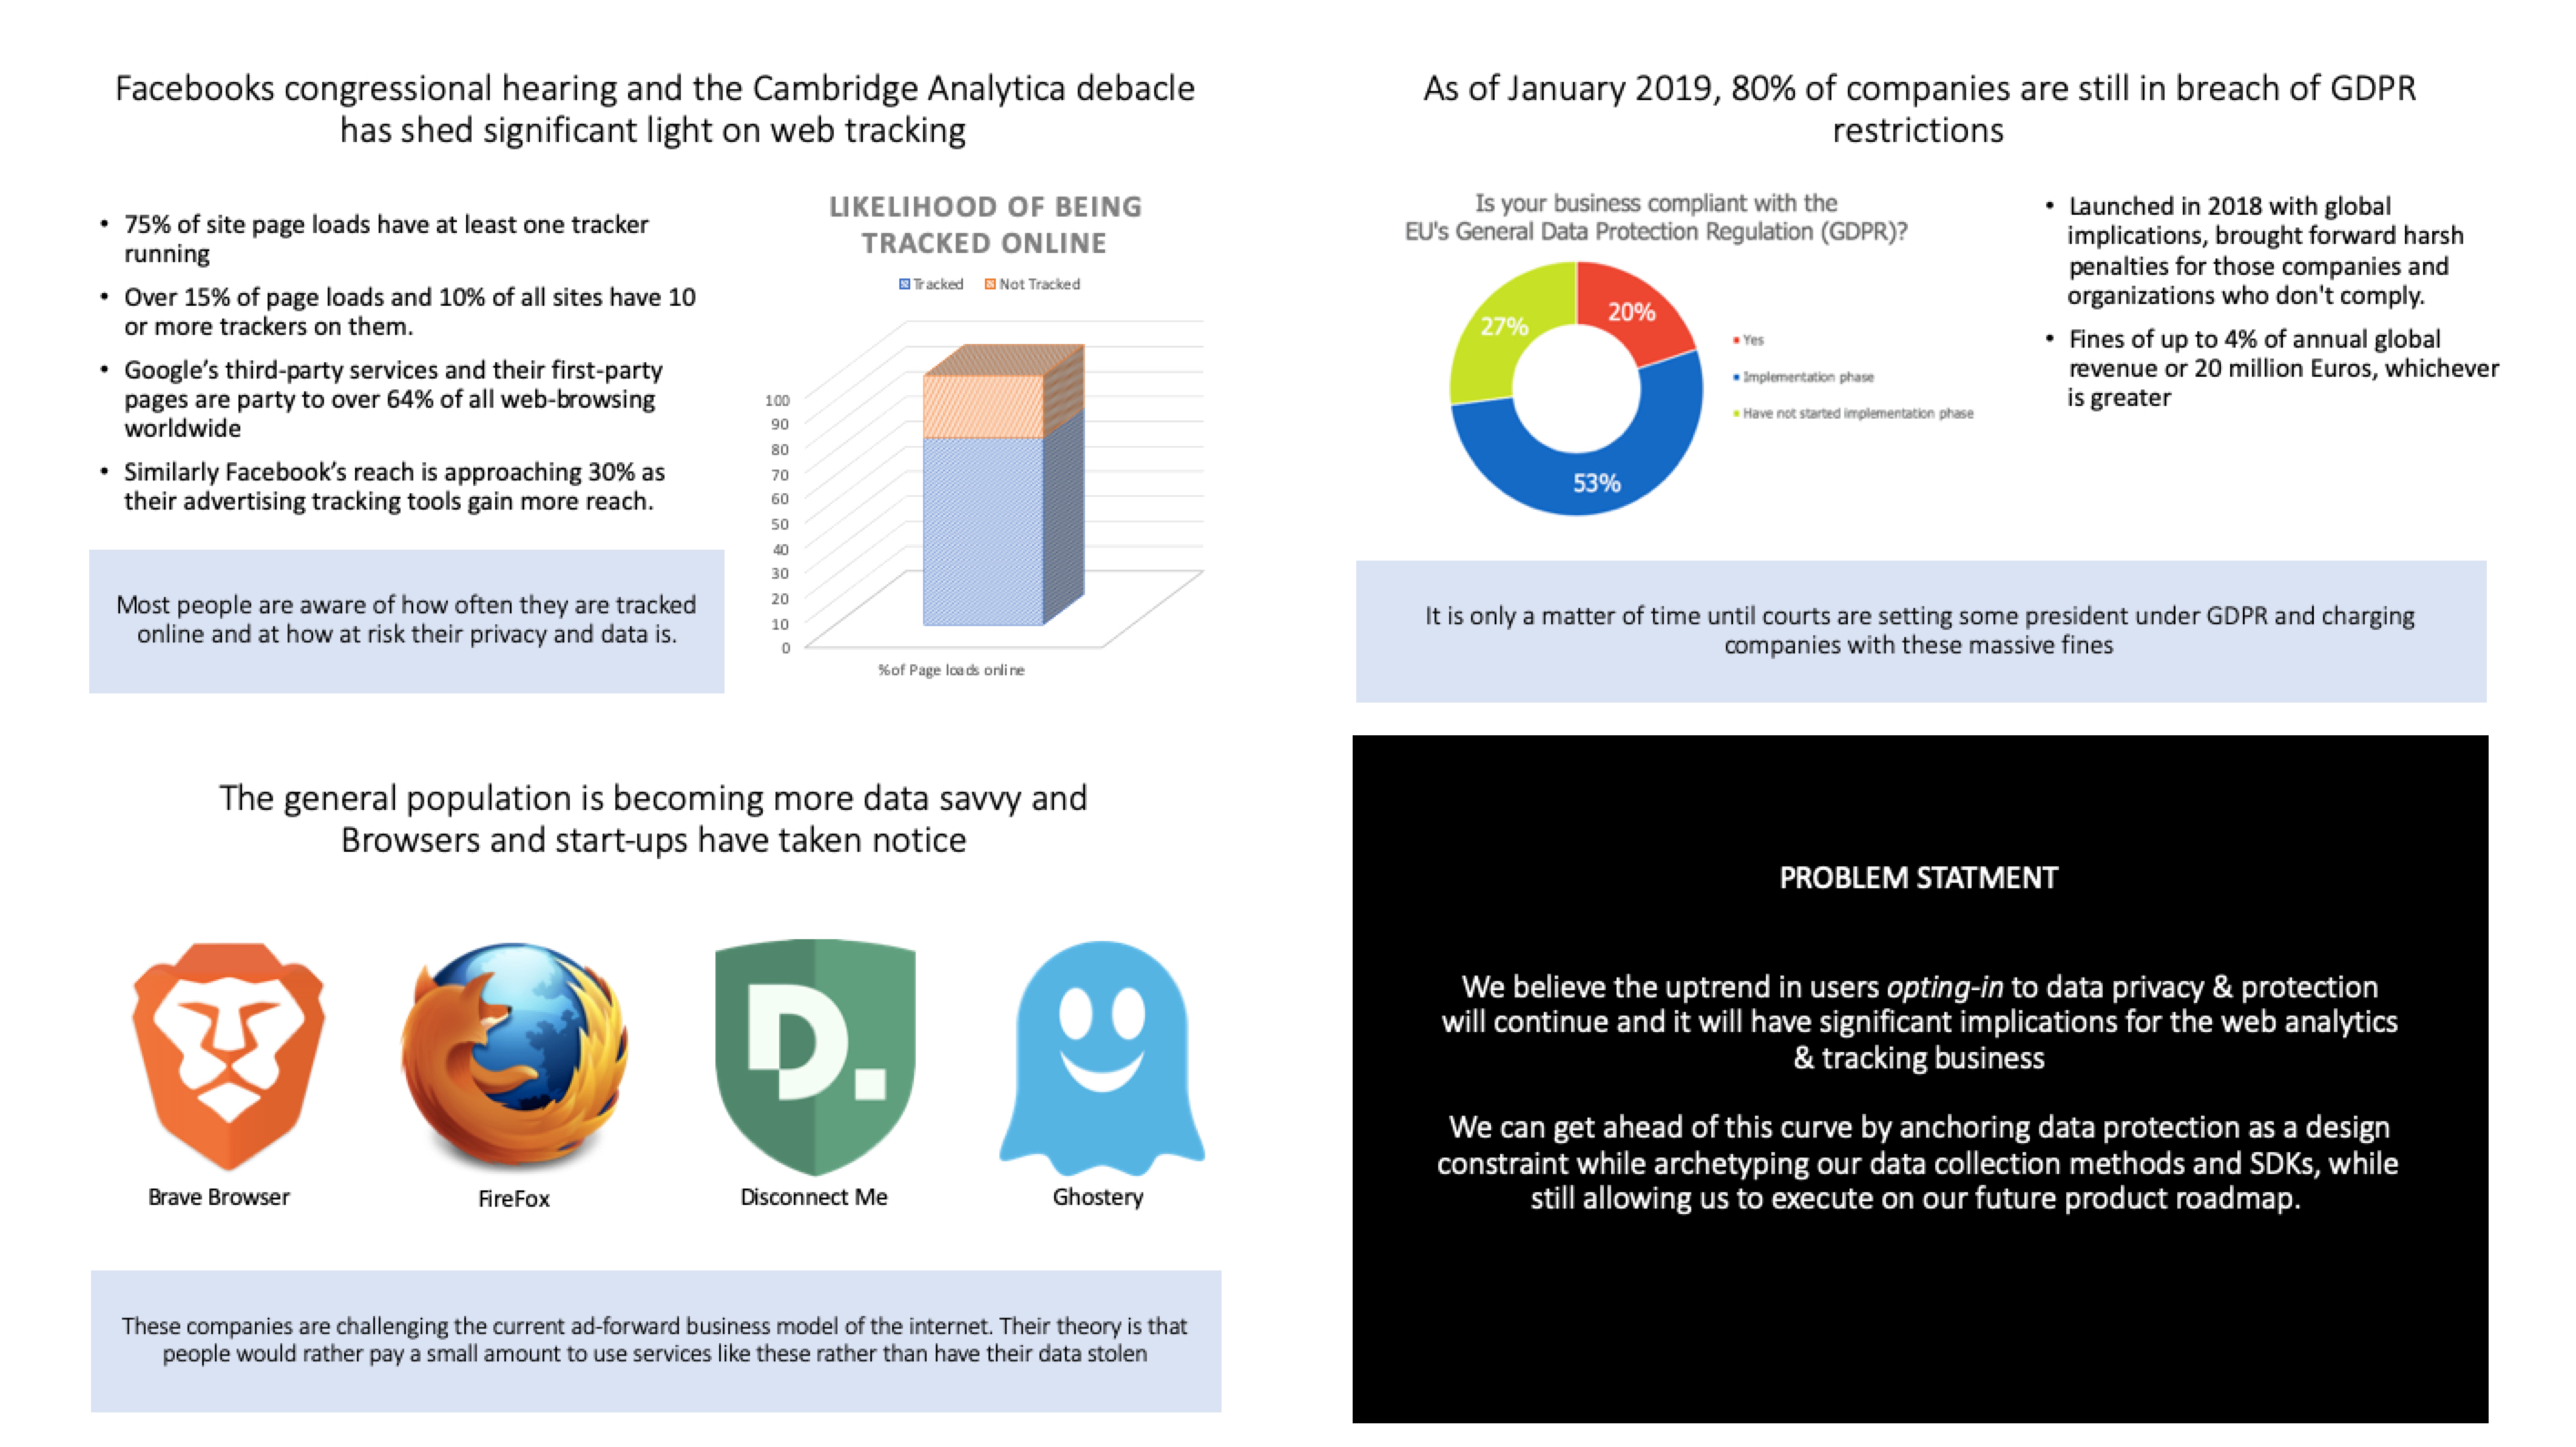 Facebooks congressional hearing and the Cambridge Analytica debacle
has shed significant light on web tracking
• 75% of site page loads have at least one tracker
running
• Over 15% of page loads and 10% of all sites have 10
or more trackers on them.
• Google’s third-party services and their first-party
pages are party to over 64% of all web-browsing
worldwide
• Similarly Facebook’s reach is approaching 30% as
their advertising tracking tools gain more reach.
Most people are aware of how often they are tracked
online and at how at risk their privacy and data is.
LIKELIHOOD OF BEING
TRACKED ONLINE
Tracked Not Tracked
100
90
80
70
60
50
40
30
20
10
0
% of Page loads online
As of January 2019, 80% of companies are still in breach of GDPR
restrictions
Is your business compliant with the
EU's General Data Protection Regulation (GDPR)?
27%
20%
53%
Yes
Implementation phase
Have not started implementation phase
• Launched in 2018 with global
implications, brought forward harsh
penalties for those companies and
organizations who don't comply.
• Fines of up to 4% of annual global
revenue or 20 million Euros, whichever
is greater
It is only a matter of time until courts are setting some president under GDPR and charging
companies with these massive fines
The general population is becoming more data savvy and
Browsers and start-ups have taken notice
D.
Brave Browser
FireFox
Disconnect Me
Ghostery
These companies are challenging the current ad-forward business model of the internet. Their theory is that
people would rather pay a small amount to use services like these rather than have their data stolen
PROBLEM STATMENT
We believe the uptrend in users opting-in to data privacy & protection
will continue and it will have significant implications for the web analytics
& tracking business
We can get ahead of this curve by anchoring data protection as a design
constraint while archetyping our data collection methods and SDKs, while
still allowing us to execute on our future product roadmap.